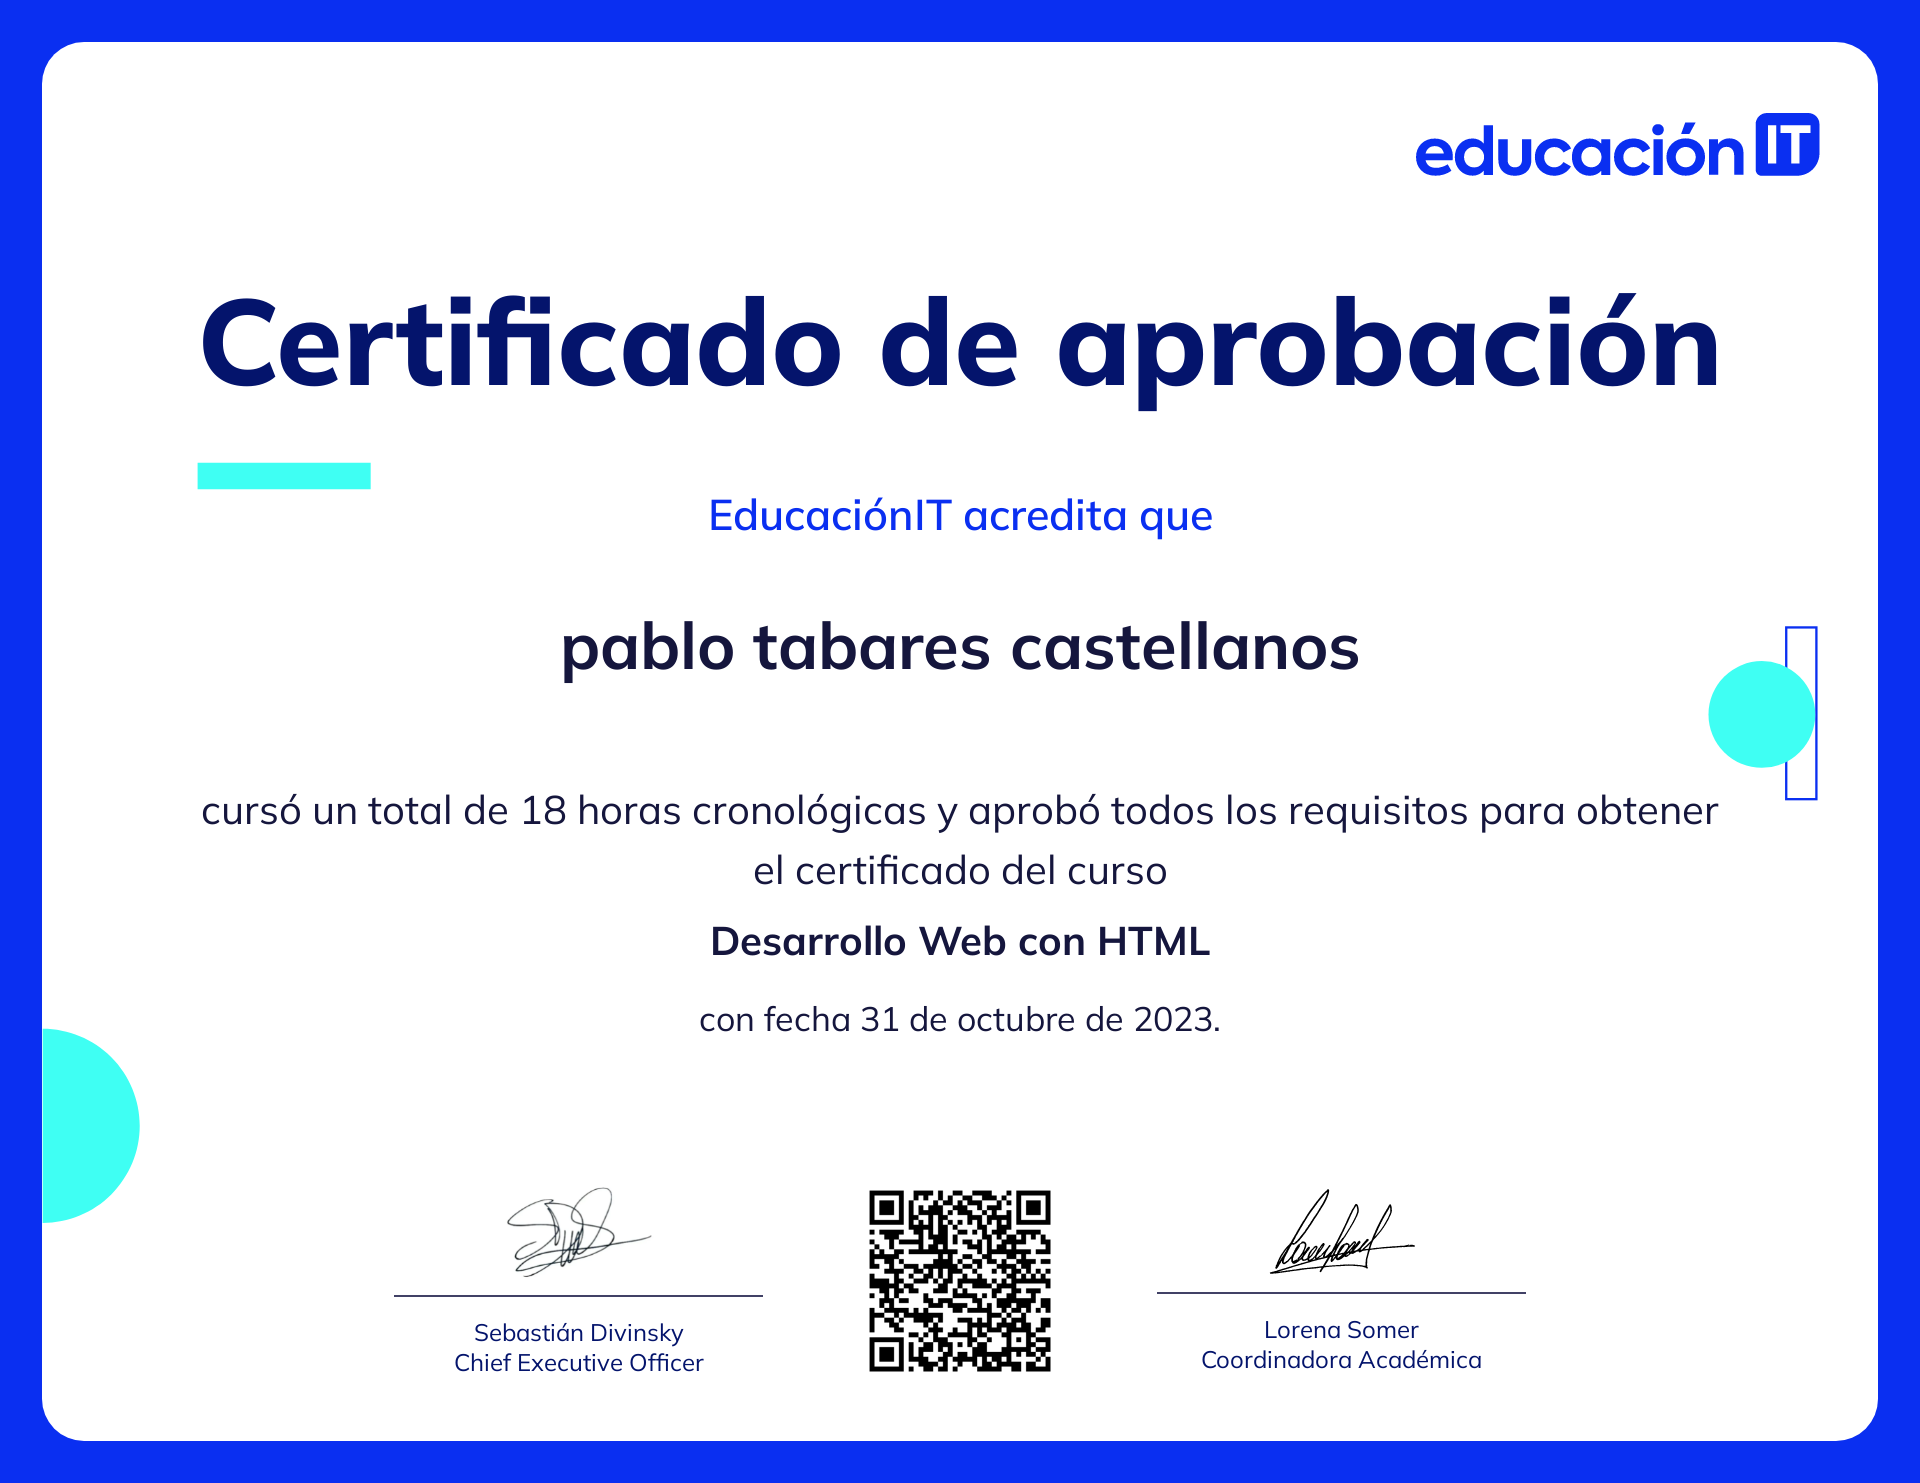 educación IT
Certificado de aprobación
EducaciónIT acredita que
pablo tabares castellanos
cursó un total de 18 horas cronológicas y aprobó todos los requisitos para obtener
el certificado del curso
Desarrollo Web con HTML
con fecha 31 de octubre de 2023.
Sebastián Divinsky
Chief Executive Officer
Lorena Somer
Coordinadora Académica